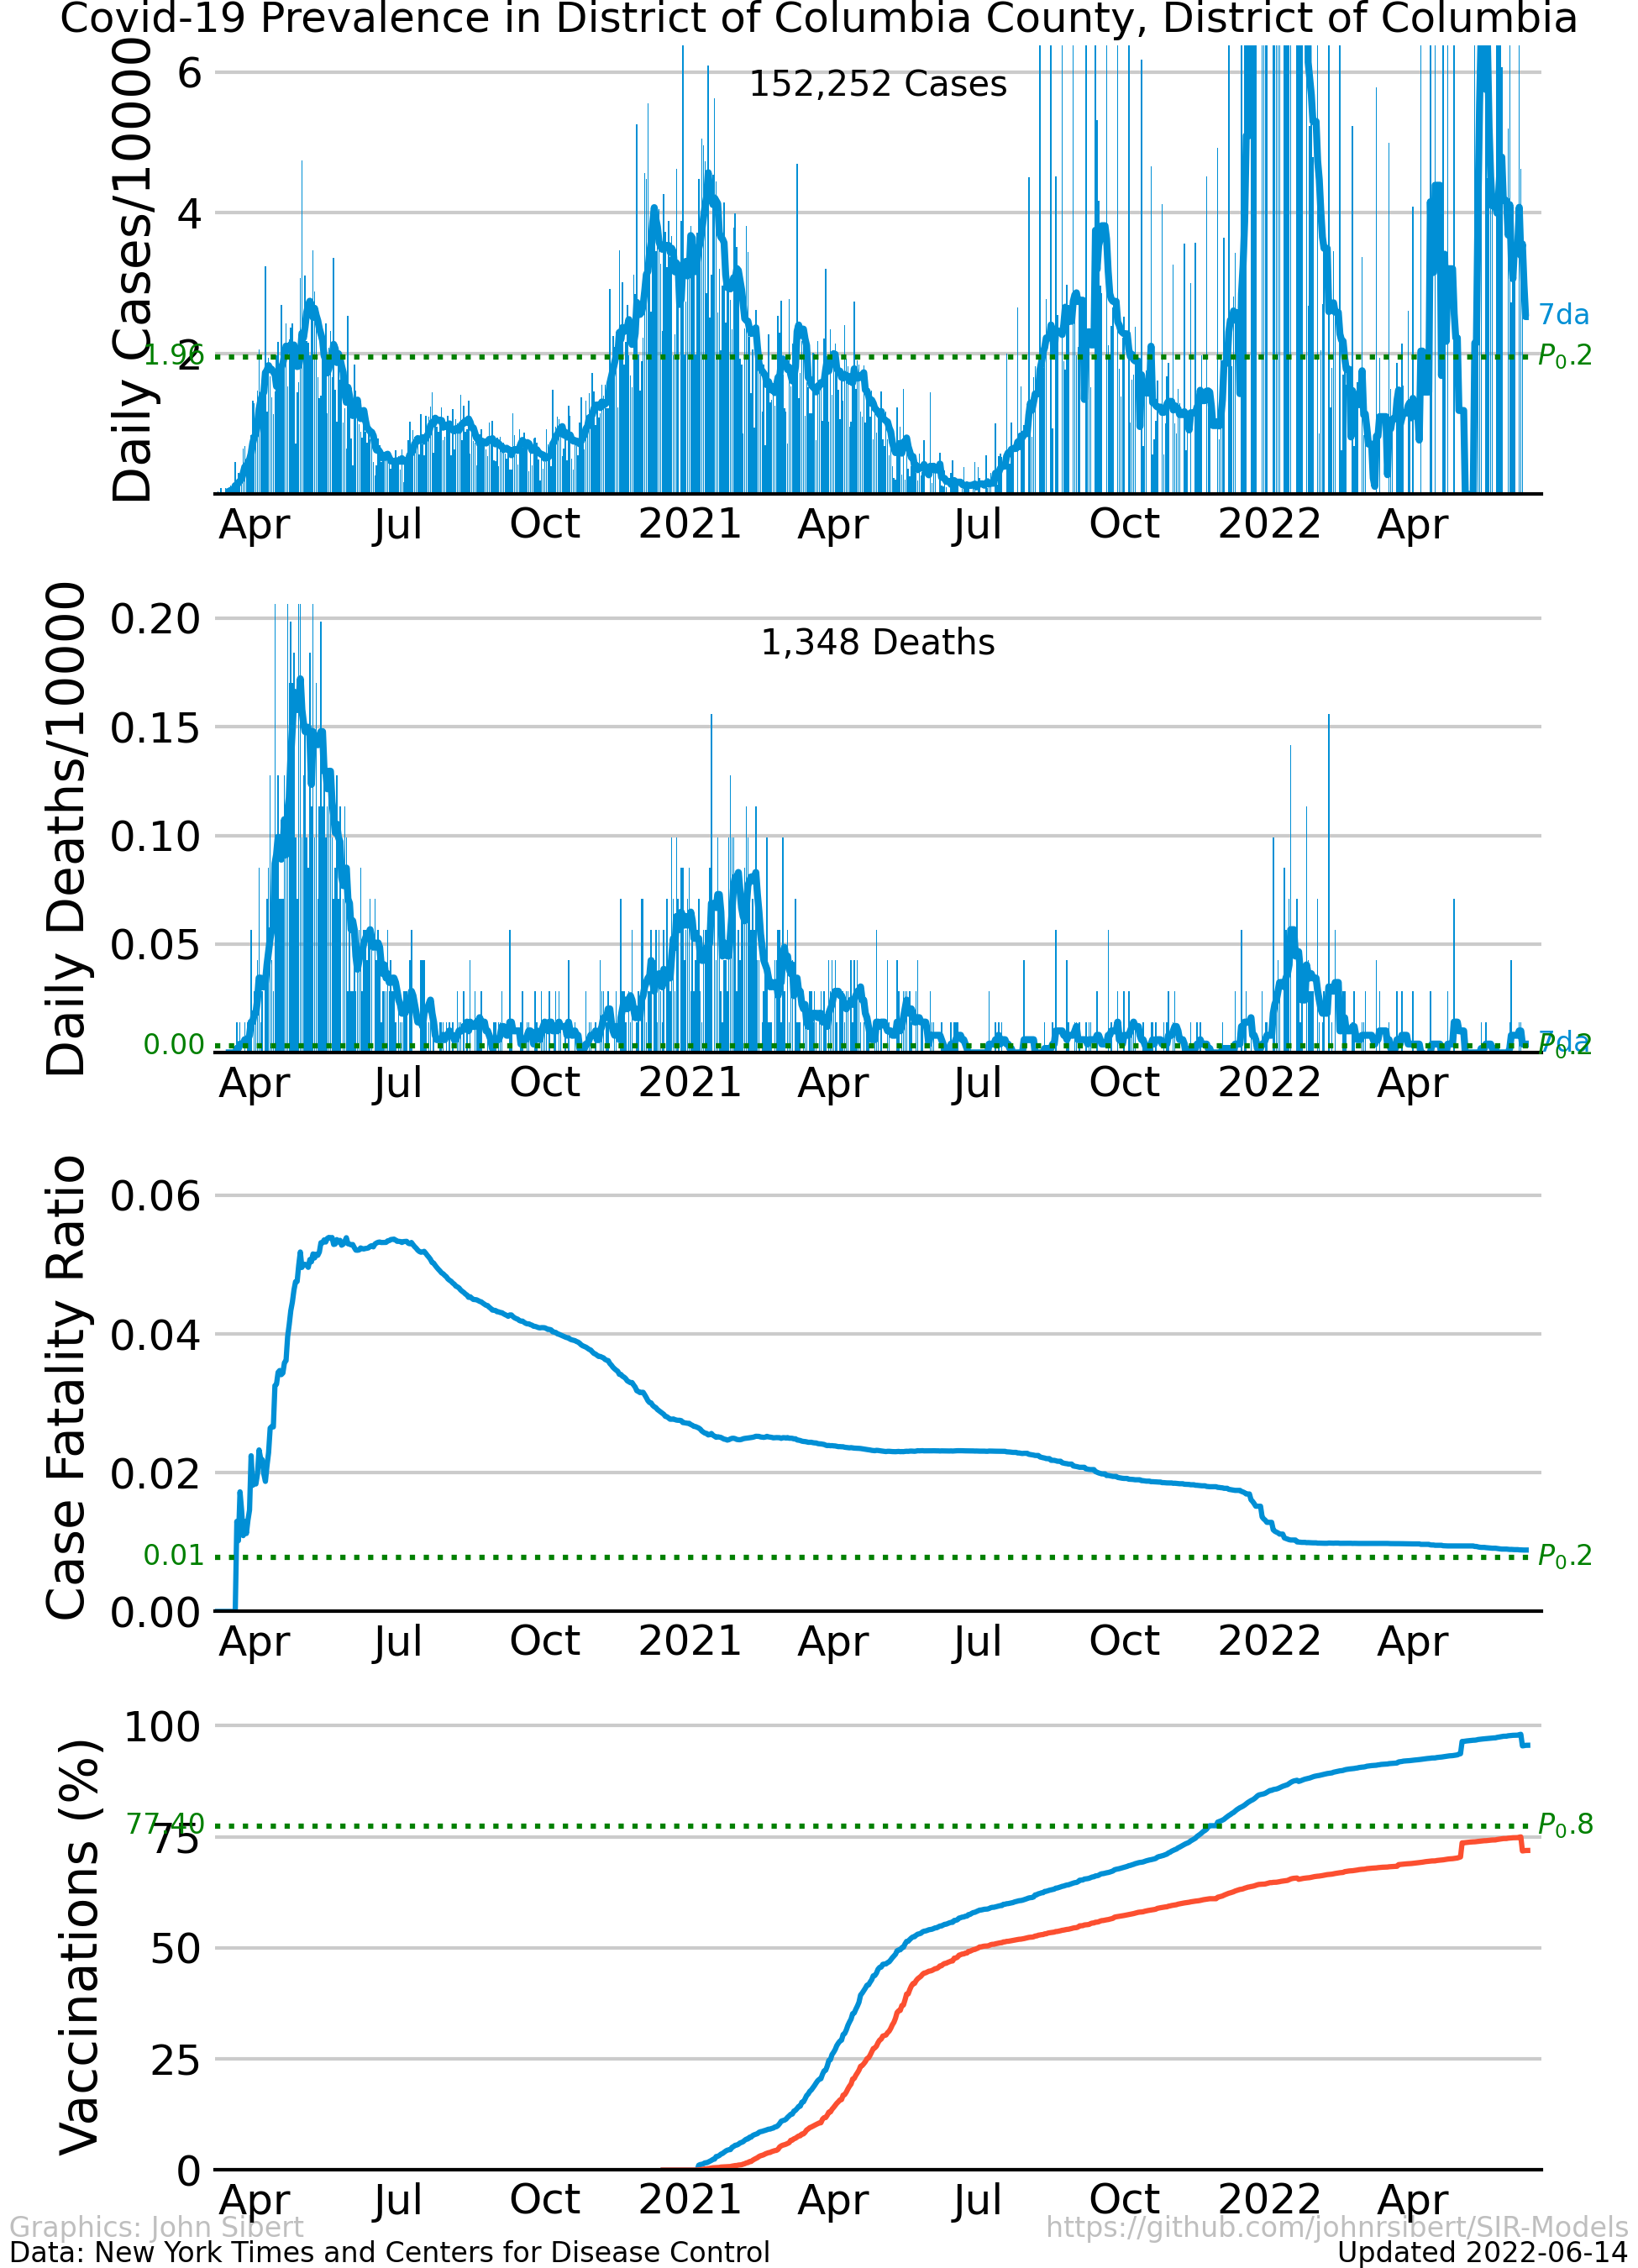 Covid-19 Prevalence in District of Columbia County, District of Columbia
Daily Cases/10000
152,252 Cases
6
4
2
1.96
7da
P0.2
Apr Jul Oct 2021 Apr Jul Oct 2022 Apr
Daily Deaths/10000
1,348 Deaths
0.20
0.15
0.10
0.05
0.00
7da
P0.2
Apr Jul Oct 2021 Apr Jul Oct 2022 Apr
Case Fatality Ratio
0.06
0.04
0.02
0.01
0.00
P0.2
Apr Jul Oct 2021 Apr Jul Oct 2022 Apr
Vaccinations (%)
100
77.40
75
50
25
0
P0.8
Apr Jul Oct 2021 Apr Jul Oct 2022 Apr
Graphics: John Sibert
https://github.com/johnrsibert/SIR-Models
Data: New York Times and Centers for Disease Control
Updated 2022-06-14